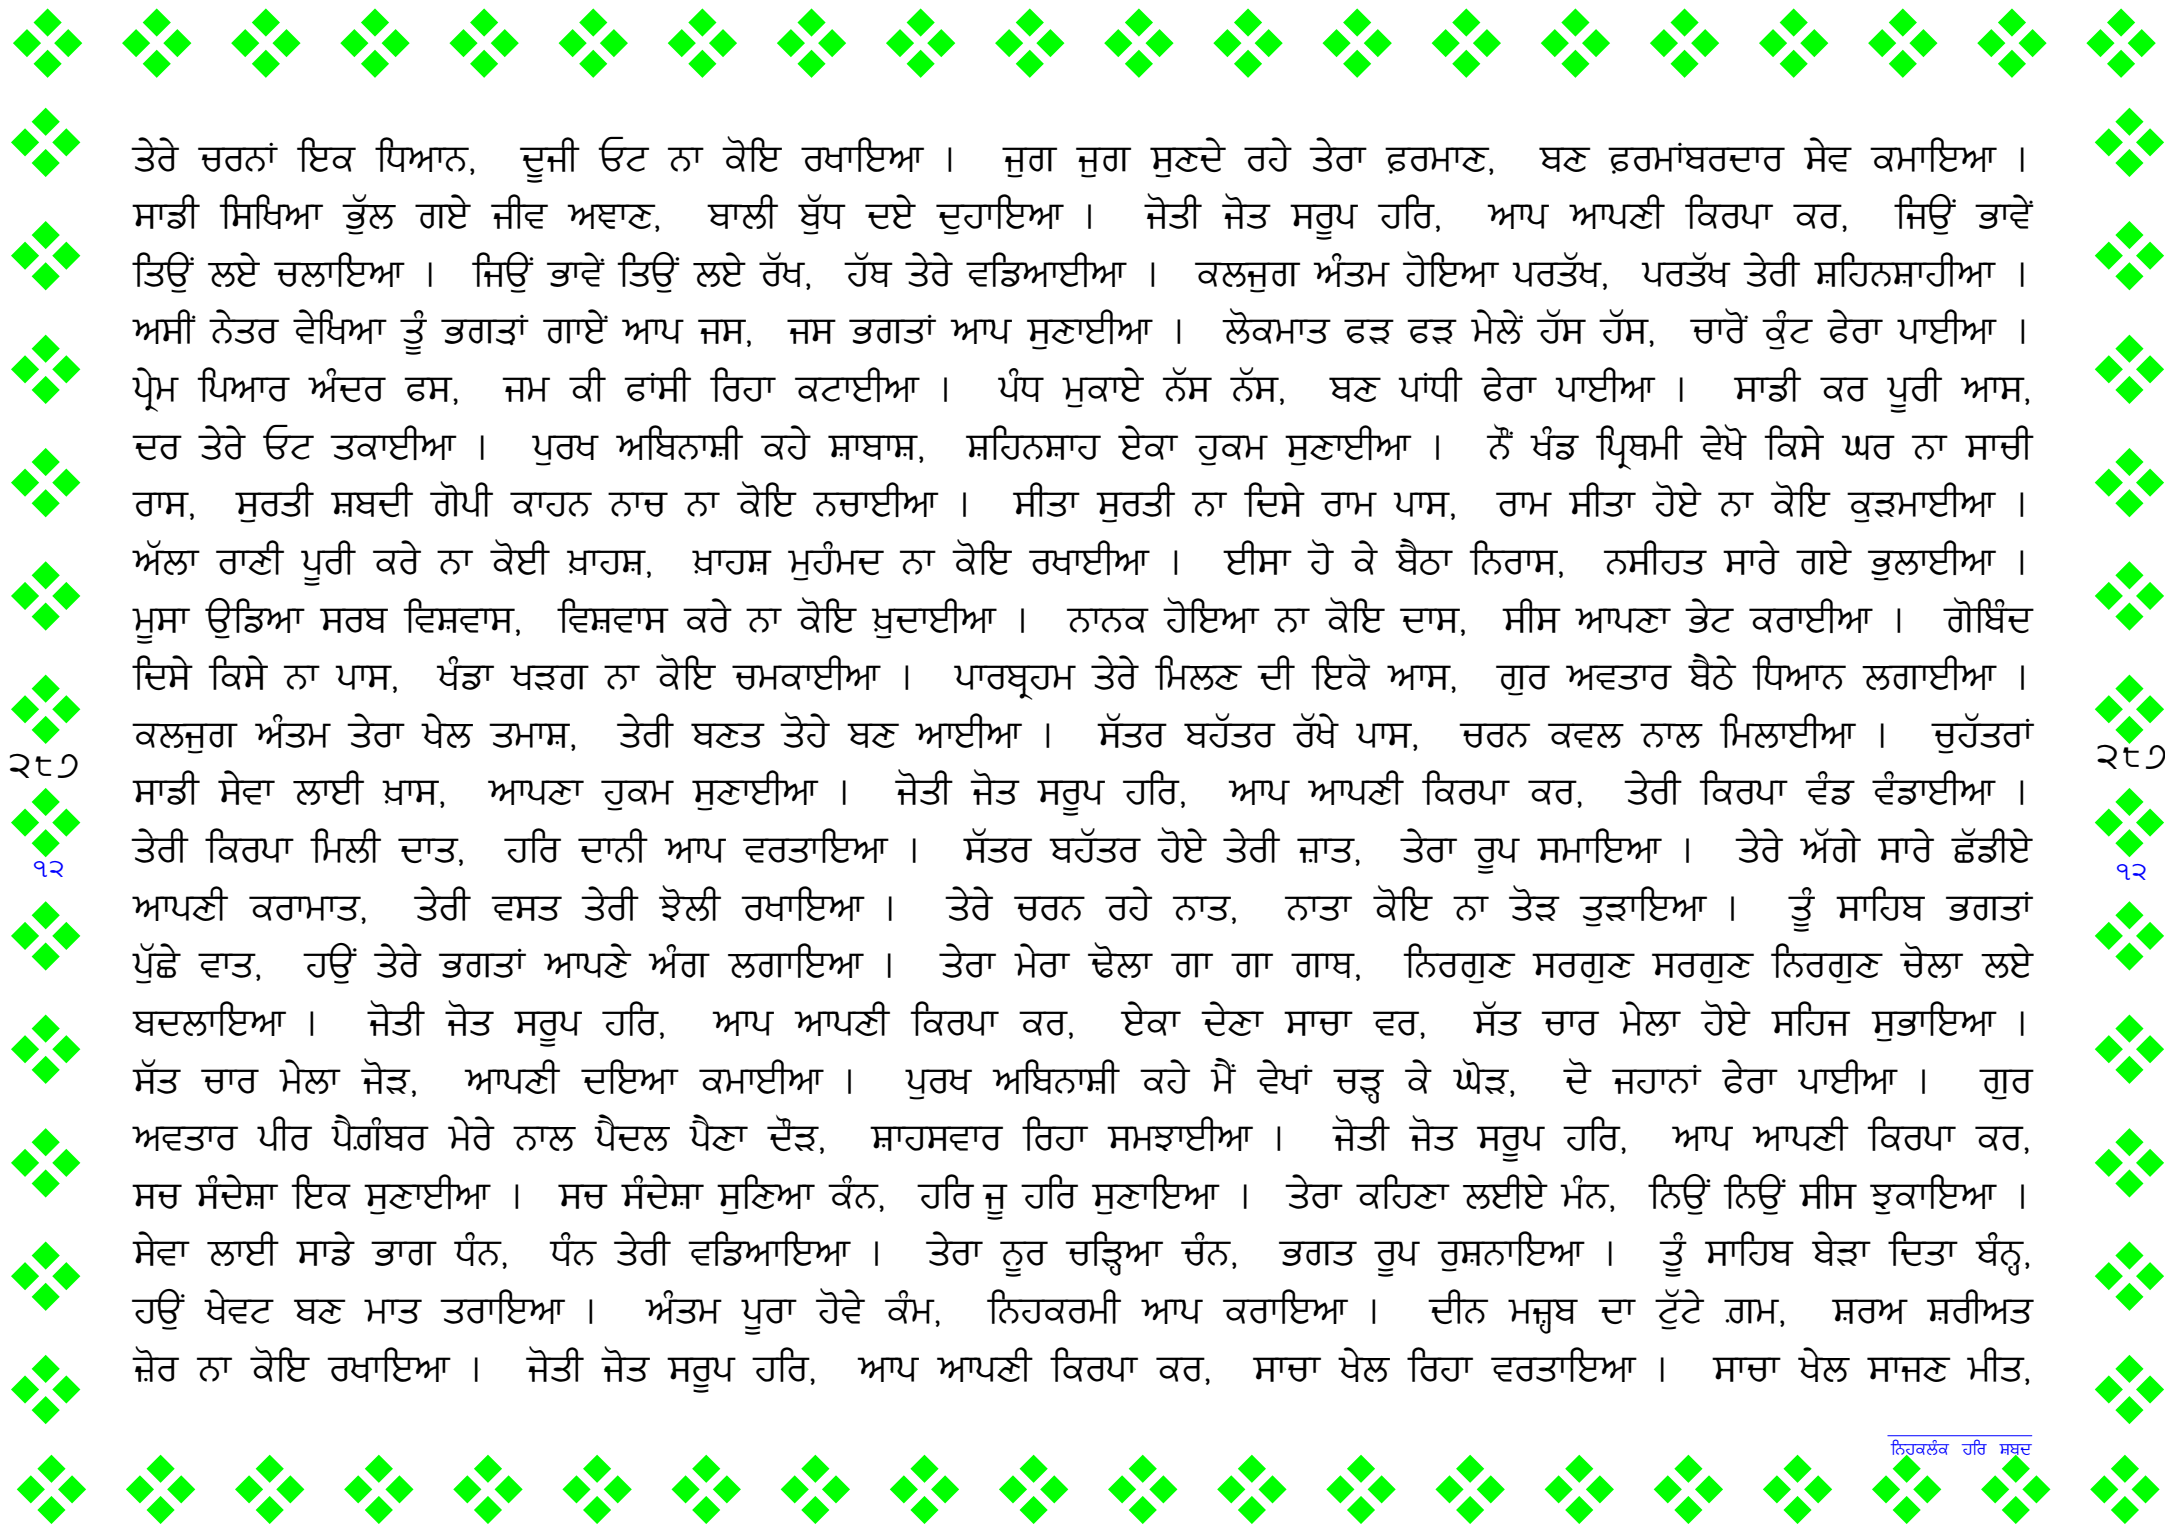 ਤੇਰੇ ਚਰਨਾਂ ਇਕ ਧਿਆਨ, ਦੂਜੀ ਓਟ ਨਾ ਕੋਇ ਰਖਾਇਆ । ਜੁਗ ਜੁਗ ਸੁਣਦੇ ਰਹੇ ਤੇਰਾ ਫ਼ਰਮਾਣ, ਬਣ ਫ਼ਰਮਾਂਬਰਦਾਰ ਸੇਵ ਕਮਾਇਆ ।
ਸਾਡੀ ਸਿਖਿਆ ਭੁੱਲ ਗਏ ਜੀਵ ਅਞਾਣ, ਬਾਲੀ ਬੁੱਧ ਦਏ ਦੁਹਾਇਆ । ਜੋਤੀ ਜੋਤ ਸਰੂਪ ਹਰਿ, ਆਪ ਆਪਣੀ ਕਿਰਪਾ ਕਰ, ਜਿਉਂ ਭਾਵੇਂ
ਤਿਉਂ ਲਏ ਚਲਾਇਆ । ਜਿਉਂ ਭਾਵੇਂ ਤਿਉਂ ਲਏ ਰੱਖ, ਹੱਥ ਤੇਰੇ ਵਡਿਆਈਆ । ਕਲਜੁਗ ਅੰਤਮ ਹੋਇਆ ਪਰਤੱਖ, ਪਰਤੱਖ ਤੇਰੀ ਸ਼ਹਿਨਸ਼ਾਹੀਆ ।
ਅਸੀਂ ਨੇਤਰ ਵੇਖਿਆ ਤੂੰ ਭਗਤਾਂ ਗਾਏਂ ਆਪ ਜਸ, ਜਸ ਭਗਤਾਂ ਆਪ ਸੁਣਾਈਆ । ਲੋਕਮਾਤ ਫੜ ਫੜ ਮੇਲੇਂ ਹੱਸ ਹੱਸ, ਚਾਰੋਂ ਕੁੰਟ ਫੇਰਾ ਪਾਈਆ ।
ਪ੍ਰੇਮ ਪਿਆਰ ਅੰਦਰ ਫਸ, ਜਮ ਕੀ ਫਾਂਸੀ ਰਿਹਾ ਕਟਾਈਆ । ਪੰਧ ਮੁਕਾਏ ਨੱਸ ਨੱਸ, ਬਣ ਪਾਂਧੀ ਫੇਰਾ ਪਾਈਆ । ਸਾਡੀ ਕਰ ਪੂਰੀ ਆਸ,
ਦਰ ਤੇਰੇ ਓਟ ਤਕਾਈਆ । ਪੁਰਖ ਅਬਿਨਾਸ਼ੀ ਕਹੇ ਸ਼ਾਬਾਸ਼, ਸ਼ਹਿਨਸ਼ਾਹ ਏਕਾ ਹੁਕਮ ਸੁਣਾਈਆ । ਨੌਂ ਖੰਡ ਪ੍ਰਿਥਮੀ ਵੇਖੋ ਕਿਸੇ ਘਰ ਨਾ ਸਾਚੀ
ਰਾਸ, ਸੁਰਤੀ ਸ਼ਬਦੀ ਗੋਪੀ ਕਾਹਨ ਨਾਚ ਨਾ ਕੋਇ ਨਚਾਈਆ । ਸੀਤਾ ਸੁਰਤੀ ਨਾ ਦਿਸੇ ਰਾਮ ਪਾਸ, ਰਾਮ ਸੀਤਾ ਹੋਏ ਨਾ ਕੋਇ ਕੁੜਮਾਈਆ ।
ਅੱਲਾ ਰਾਣੀ ਪੂਰੀ ਕਰੇ ਨਾ ਕੋਈ ਖ਼ਾਹਸ਼, ਖ਼ਾਹਸ਼ ਮੁਹੰਮਦ ਨਾ ਕੋਇ ਰਖਾਈਆ । ਈਸਾ ਹੋ ਕੇ ਬੈਠਾ ਨਿਰਾਸ, ਨਸੀਹਤ ਸਾਰੇ ਗਏ ਭੁਲਾਈਆ ।
ਮੂਸਾ ਉਡਿਆ ਸਰਬ ਵਿਸ਼ਵਾਸ, ਵਿਸ਼ਵਾਸ ਕਰੇ ਨਾ ਕੋਇ ਖ਼ੁਦਾਈਆ । ਨਾਨਕ ਹੋਇਆ ਨਾ ਕੋਇ ਦਾਸ, ਸੀਸ ਆਪਣਾ ਭੇਟ ਕਰਾਈਆ । ਗੋਬਿੰਦ
ਦਿਸੇ ਕਿਸੇ ਨਾ ਪਾਸ, ਖੰਡਾ ਖੜਗ ਨਾ ਕੋਇ ਚਮਕਾਈਆ । ਪਾਰਬ੍ਰਹਮ ਤੇਰੇ ਮਿਲਣ ਦੀ ਇਕੋ ਆਸ, ਗੁਰ ਅਵਤਾਰ ਬੈਠੇ ਧਿਆਨ ਲਗਾਈਆ ।
ਕਲਜੁਗ ਅੰਤਮ ਤੇਰਾ ਖੇਲ ਤਮਾਸ਼, ਤੇਰੀ ਬਣਤ ਤੋਹੇ ਬਣ ਆਈਆ । ਸੱਤਰ ਬਹੱਤਰ ਰੱਖੇ ਪਾਸ, ਚਰਨ ਕਵਲ ਨਾਲ ਮਿਲਾਈਆ । ਚੁਹੱਤਰਾਂ
੨੮੭ ੨੮੭
ਸਾਡੀ ਸੇਵਾ ਲਾਈ ਖ਼ਾਸ, ਆਪਣਾ ਹੁਕਮ ਸੁਣਾਈਆ । ਜੋਤੀ ਜੋਤ ਸਰੂਪ ਹਰਿ, ਆਪ ਆਪਣੀ ਕਿਰਪਾ ਕਰ, ਤੇਰੀ ਕਿਰਪਾ ਵੰਡ ਵੰਡਾਈਆ ।
ਤੇਰੀ ਕਿਰਪਾ ਮਿਲੀ ਦਾਤ, ਹਰਿ ਦਾਨੀ ਆਪ ਵਰਤਾਇਆ । ਸੱਤਰ ਬਹੱਤਰ ਹੋਏ ਤੇਰੀ ਜ਼ਾਤ, ਤੇਰਾ ਰੂਪ ਸਮਾਇਆ । ਤੇਰੇ ਅੱਗੇ ਸਾਰੇ ਛੱਡੀਏ
੧੨ ੧੨
ਆਪਣੀ ਕਰਾਮਾਤ, ਤੇਰੀ ਵਸਤ ਤੇਰੀ ਝੋਲੀ ਰਖਾਇਆ । ਤੇਰੇ ਚਰਨ ਰਹੇ ਨਾਤ, ਨਾਤਾ ਕੋਇ ਨਾ ਤੋੜ ਤੁੜਾਇਆ । ਤੂੰ ਸਾਹਿਬ ਭਗਤਾਂ
ਪੁੱਛੇ ਵਾਤ, ਹਉਂ ਤੇਰੇ ਭਗਤਾਂ ਆਪਣੇ ਅੰਗ ਲਗਾਇਆ । ਤੇਰਾ ਮੇਰਾ ਢੋਲਾ ਗਾ ਗਾ ਗਾਥ, ਨਿਰਗੁਣ ਸਰਗੁਣ ਸਰਗੁਣ ਨਿਰਗੁਣ ਚੋਲਾ ਲਏ
ਬਦਲਾਇਆ । ਜੋਤੀ ਜੋਤ ਸਰੂਪ ਹਰਿ, ਆਪ ਆਪਣੀ ਕਿਰਪਾ ਕਰ, ਏਕਾ ਦੇਣਾ ਸਾਚਾ ਵਰ, ਸੱਤ ਚਾਰ ਮੇਲਾ ਹੋਏ ਸਹਿਜ ਸੁਭਾਇਆ ।
ਸੱਤ ਚਾਰ ਮੇਲਾ ਜੋੜ, ਆਪਣੀ ਦਇਆ ਕਮਾਈਆ । ਪੁਰਖ ਅਬਿਨਾਸ਼ੀ ਕਹੇ ਮੈਂ ਵੇਖਾਂ ਚੜ੍ਹ ਕੇ ਘੋੜ, ਦੋ ਜਹਾਨਾਂ ਫੇਰਾ ਪਾਈਆ । ਗੁਰ
ਅਵਤਾਰ ਪੀਰ ਪੈਗ਼ੰਬਰ ਮੇਰੇ ਨਾਲ ਪੈਦਲ ਪੈਣਾ ਦੌੜ, ਸ਼ਾਹਸਵਾਰ ਰਿਹਾ ਸਮਝਾਈਆ । ਜੋਤੀ ਜੋਤ ਸਰੂਪ ਹਰਿ, ਆਪ ਆਪਣੀ ਕਿਰਪਾ ਕਰ,
ਸਚ ਸੰਦੇਸ਼ਾ ਇਕ ਸੁਣਾਈਆ । ਸਚ ਸੰਦੇਸ਼ਾ ਸੁਣਿਆ ਕੰਨ, ਹਰਿ ਜੂ ਹਰਿ ਸੁਣਾਇਆ । ਤੇਰਾ ਕਹਿਣਾ ਲਈਏ ਮੰਨ, ਨਿਉਂ ਨਿਉਂ ਸੀਸ ਝੁਕਾਇਆ ।
ਸੇਵਾ ਲਾਈ ਸਾਡੇ ਭਾਗ ਧੰਨ, ਧੰਨ ਤੇਰੀ ਵਡਿਆਇਆ । ਤੇਰਾ ਨੂਰ ਚੜ੍ਹਿਆ ਚੰਨ, ਭਗਤ ਰੂਪ ਰੁਸ਼ਨਾਇਆ । ਤੂੰ ਸਾਹਿਬ ਬੇੜਾ ਦਿਤਾ ਬੰਨ੍ਹ,
ਹਉਂ ਖੇਵਟ ਬਣ ਮਾਤ ਤਰਾਇਆ । ਅੰਤਮ ਪੂਰਾ ਹੋਵੇ ਕੰਮ, ਨਿਹਕਰਮੀ ਆਪ ਕਰਾਇਆ । ਦੀਨ ਮਜ਼੍ਹਬ ਦਾ ਟੁੱਟੇ ਗ਼ਮ, ਸ਼ਰਅ ਸ਼ਰੀਅਤ
ਜ਼ੋਰ ਨਾ ਕੋਇ ਰਖਾਇਆ । ਜੋਤੀ ਜੋਤ ਸਰੂਪ ਹਰਿ, ਆਪ ਆਪਣੀ ਕਿਰਪਾ ਕਰ, ਸਾਚਾ ਖੇਲ ਰਿਹਾ ਵਰਤਾਇਆ । ਸਾਚਾ ਖੇਲ ਸਾਜਣ ਮੀਤ,
ਨਿਹਕਲੰਕ ਹਰਿ ਸ਼ਬਦ